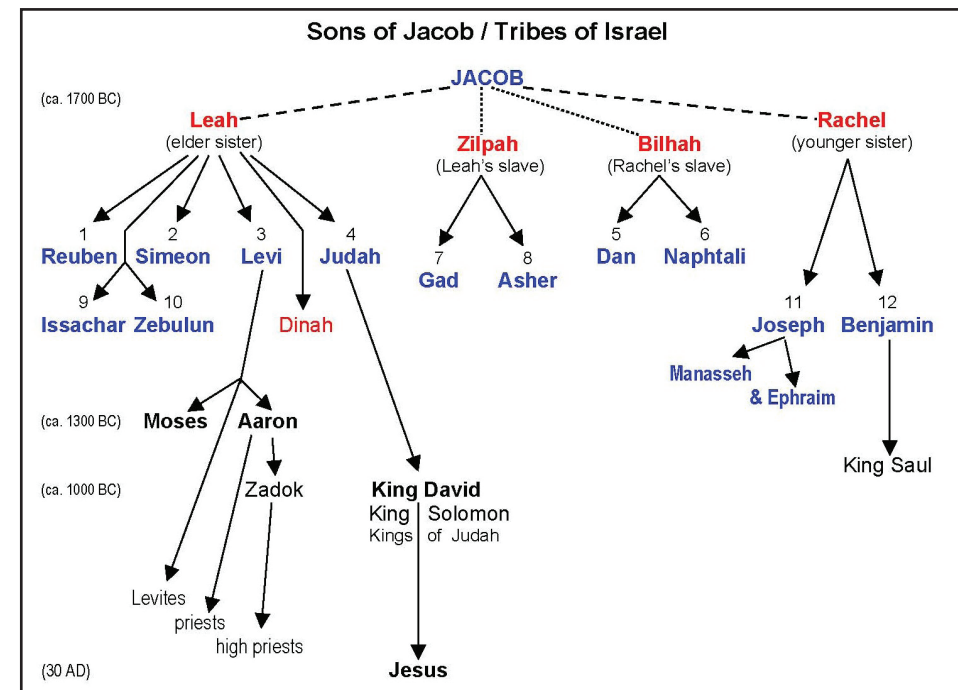 Sons of Jacob / Tribes of Israel
JACOB
(ca. 1700 BC)
Leah
(elder sister)
Zilpah
(Leah's slave)
Bilhah
(Rachel's slave)
Rachel
(younger sister)
1
Reuben
2
Simeon
3
Levi
4
Judah
7
Gad
8
Asher
5
Dan
6
Naphtali
9
Issachar
10
Zebulun
Dinah
11
Joseph
12
Benjamin
Manasseh
& Ephraim
(ca. 1300 BC)
Moses
Aaron
King Saul
(ca. 1000 BC)
Zadok
King David
King Solomon
Kings of Judah
Levites
priests
high priests
(30 AD)
Jesus